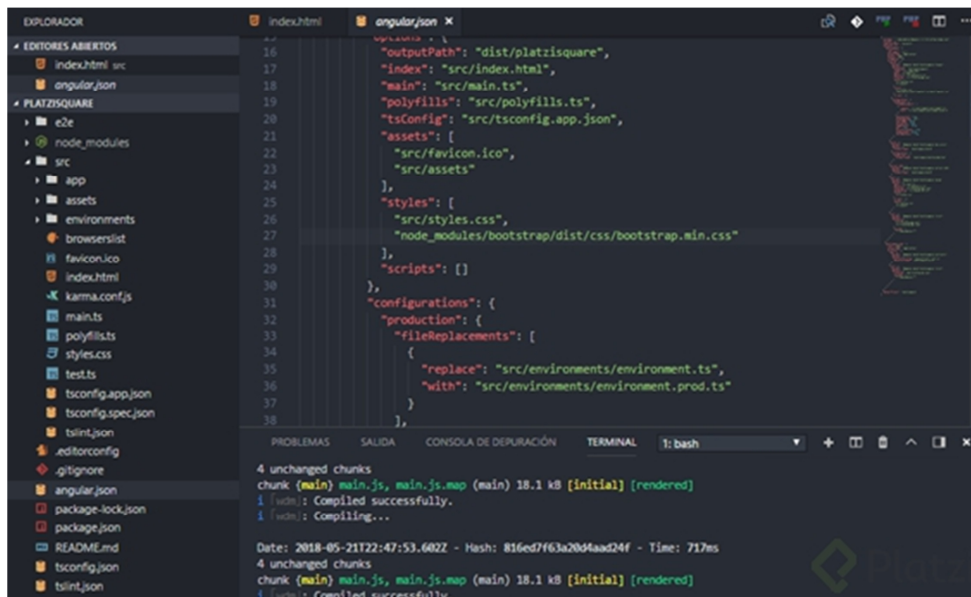 EXPLORADOR
EDITORES ABIERTOS
index.html src
angular.json
PLATZISQUARE
e2e
node_modules
src
app
assets
environments
browserslist
favicon.ico
index.html
karma.conf.js
main.ts
polyfills.ts
styles.css
test.ts
tsconfig.app.json
tsconfig.spec.json
tslint.json
.editorconfig
.gitignore
angular.json
package-lock.json
package.json
README.md
tsconfig.json
tslint.json
index.html angular.json
15 "options": {
16 "outputPath": "dist/platzisquare",
17 "index": "src/index.html",
18 "main": "src/main.ts",
19 "polyfills": "src/polyfills.ts",
20 "tsConfig": "src/tsconfig.app.json",
21 "assets": [
22 "src/favicon.ico",
23 "src/assets"
24 ],
25 "styles": [
26 "src/styles.css",
27 "node_modules/bootstrap/dist/css/bootstrap.min.css"
28 ],
29 "scripts": []
30 },
31 "configurations": {
32 "production": {
33 "fileReplacements": [
34 {
35 "replace": "src/environments/environment.ts",
36 "with": "src/environments/environment.prod.ts"
37 }
38 ],
PROBLEMAS SALIDA CONSOLA DE DEPURACIÓN TERMINAL 1: bash
4 unchanged chunks
chunk {main} main.js, main.js.map (main) 18.1 kB [initial] [rendered]
i ｢wdm｣: Compiled successfully.
i ｢wdm｣: Compiling...
Date: 2018-05-21T22:47:53.602Z - Hash: 816ed7f63a20d4aad24f - Time: 717ms
4 unchanged chunks
chunk {main} main.js, main.js.map (main) 18.1 kB [initial] [rendered]
i ｢wdm｣: Compiled successfully.
Platz